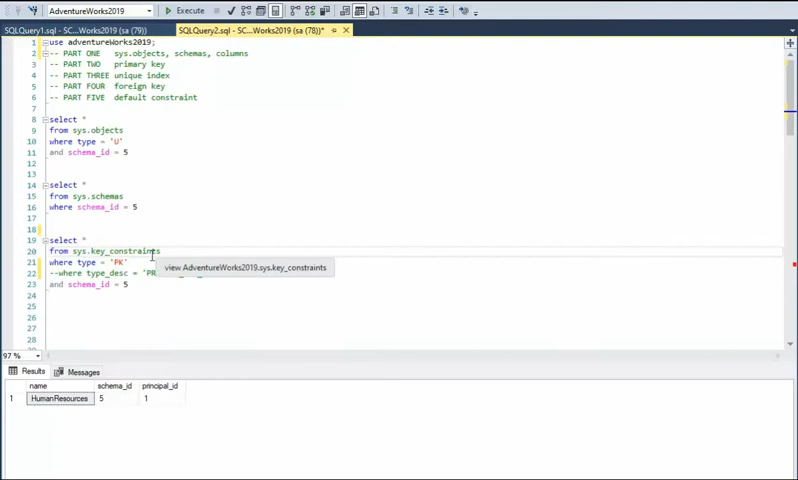 AdventureWorks2019 Execute
SQLQuery1.sql - SC...Works2019 (sa (79)) SQLQuery2.sql - SC...Works2019 (sa (78))*
1 use adventureWorks2019;
2 -- PART ONE sys.objects, schemas, columns
3 -- PART TWO primary key
4 -- PART THREE unique index
5 -- PART FOUR foreign key
6 -- PART FIVE default constraint
7
8 select *
9 from sys.objects
10 where type = 'U'
11 and schema_id = 5
12
13
14 select *
15 from sys.schemas
16 where schema_id = 5
17
18
19 select *
20 from sys.key_constraints
21 where type = 'PK'
22 --where type_desc = 'PR
view AdventureWorks2019.sys.key_constraints
23 and schema_id = 5
24
25
26
27
28
29
97 %
Results Messages
name schema_id principal_id
1 HumanResources 5 1